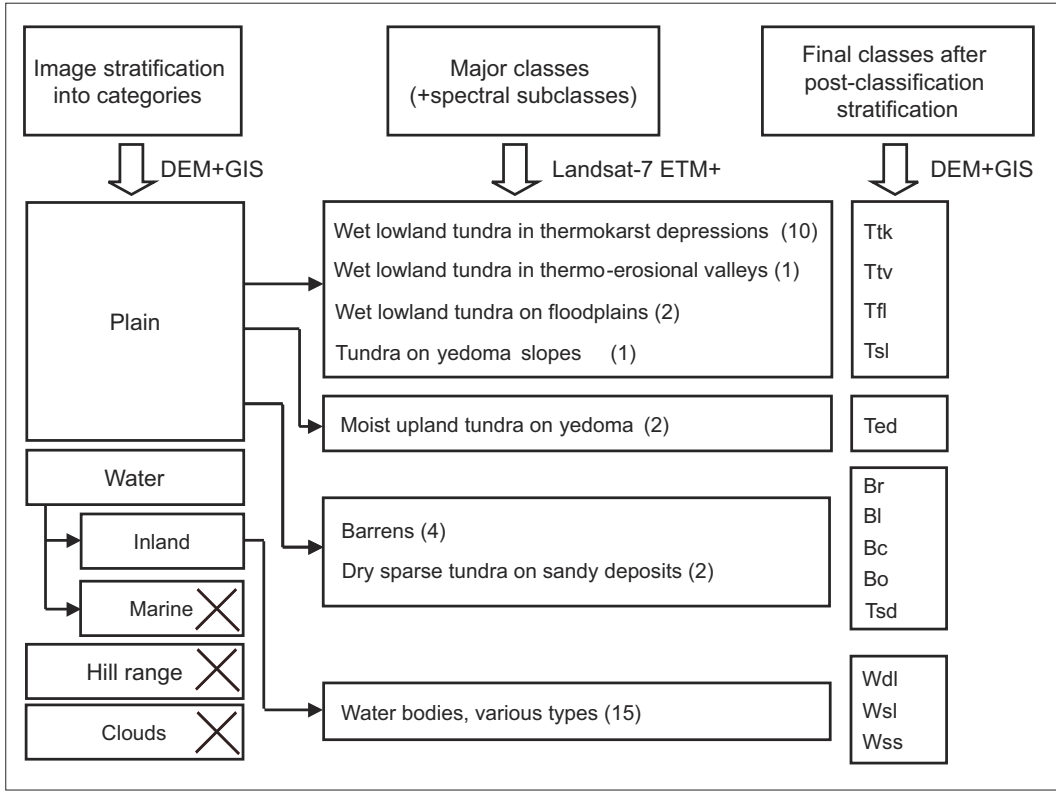 Image stratification
into categories
Major classes
(+spectral subclasses)
Final classes after
post-classification
stratification
DEM+GIS
Landsat-7 ETM+
DEM+GIS
Plain
Water
Inland
Marine
Hill range
Clouds
Wet lowland tundra in thermokarst depressions (10)
Wet lowland tundra in thermo-erosional valleys (1)
Wet lowland tundra on floodplains (2)
Tundra on yedoma slopes (1)
Moist upland tundra on yedoma (2)
Barrens (4)
Dry sparse tundra on sandy deposits (2)
Water bodies, various types (15)
Ttk
Ttv
Tfl
Tsl
Ted
Br
Bl
Bc
Bo
Tsd
Wdl
Wsl
Wss